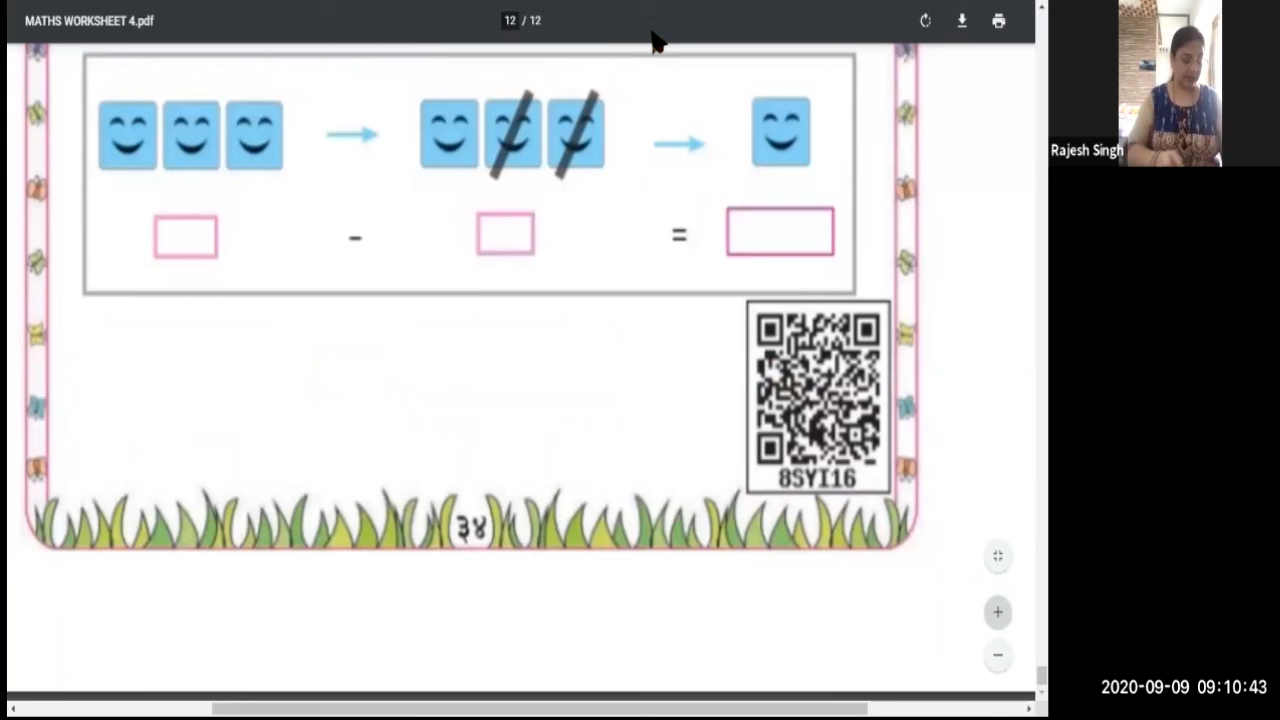 MATHS WORKSHEET 4.pdf
12 / 12
Rajesh Singh
- =
8SYI16
३४
2020-09-09 09:10:43